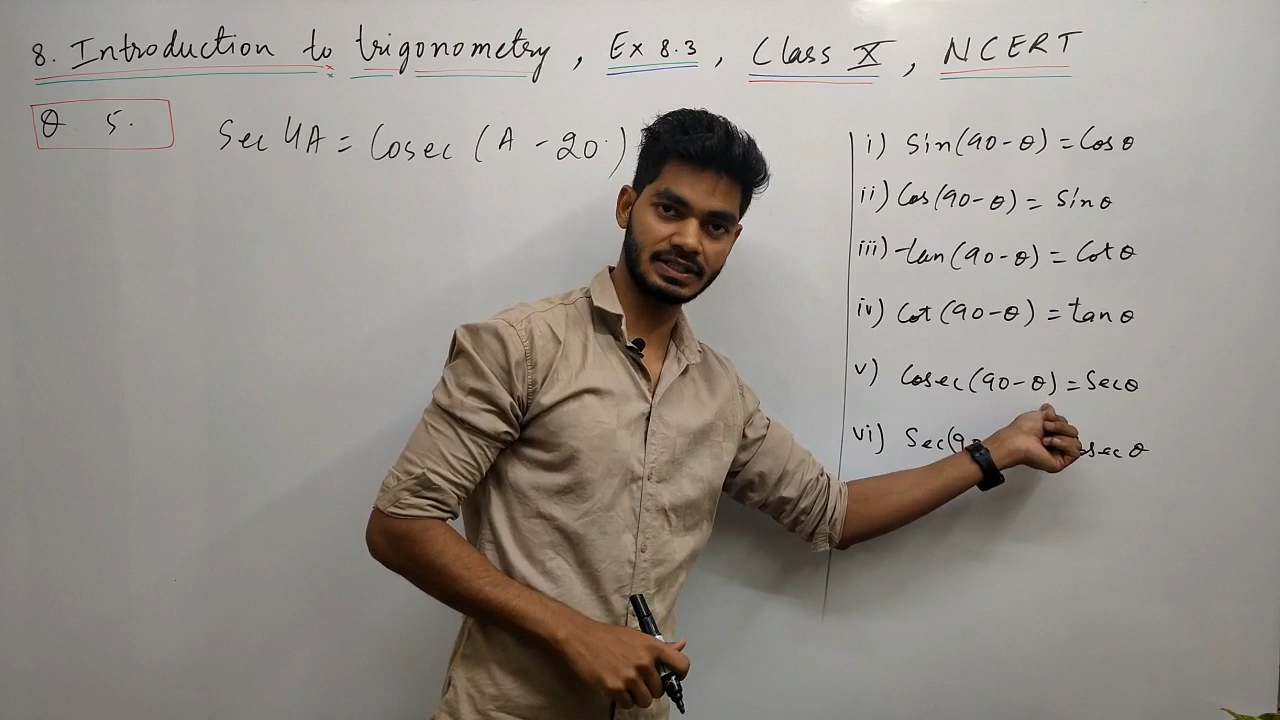 8. Introduction to trigonometry, Ex 8.3, Class X, NCERT
Q 5.
Sec 4A = Cosec (A - 20°)
i) Sin(90-θ) = Cosθ
ii) Cos(90-θ) = Sinθ
iii) tan(90-θ) = Cotθ
iv) Cot(90-θ) = tanθ
v) Cosec(90-θ) = Secθ
vi) Sec(9 osecθ